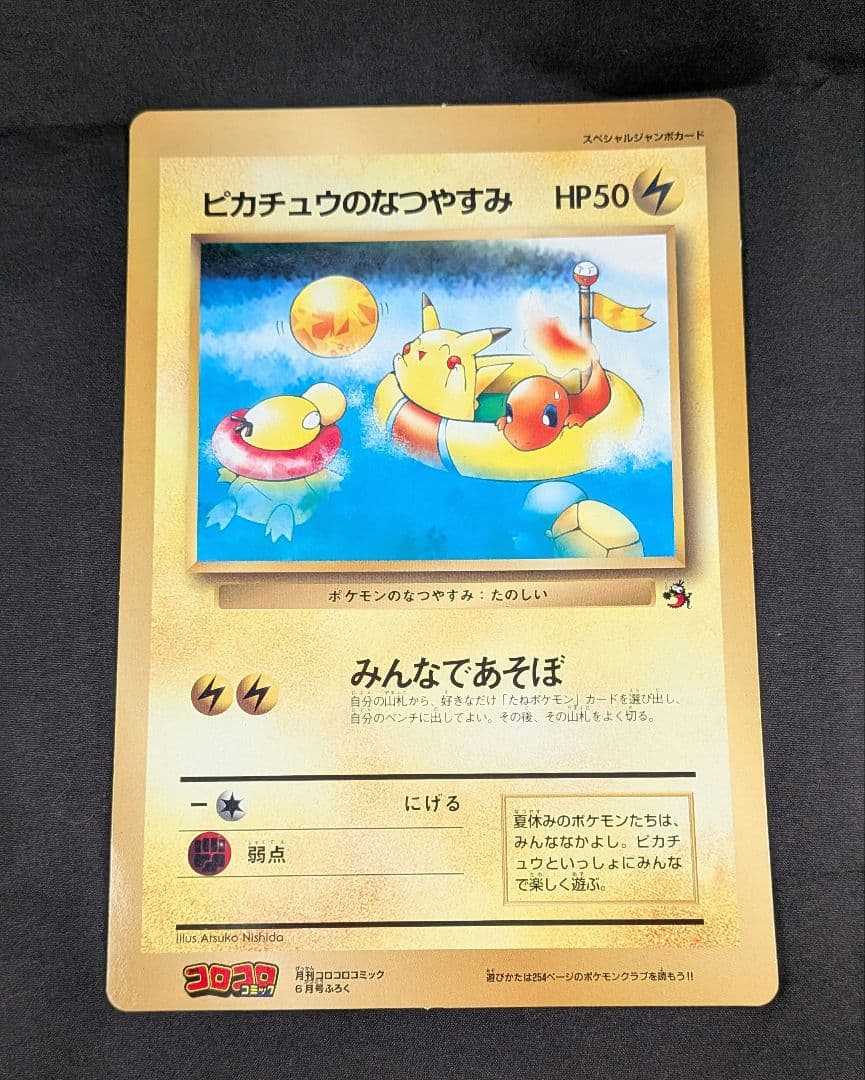 スペシャルジャンボカード
ピカチュウのなつやすみ HP50
ポケモンのなつやすみ:たのしい
みんなであそぼ
自分の山札から、好きなだけ「たねポケモン」カードを選び出し、
自分のベンチに出してよい。その後、その山札をよく切る。
ー にげる
弱点
夏休みのポケモンたちは、
みんななかよし。ピカチ
ュウといっしょにみんな
で楽しく遊ぶ。
Illus Atsuko Nishida
コロコロ
コミック
月刊コロコロコミック
6月号ふろく
遊びかたは254ページのポケモンクラブを読もう!!